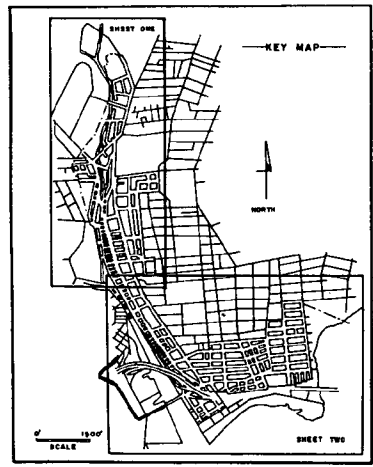 SHEET ONE
KEY MAP
NORTH
0' 1500'
SCALE
SHEET TWO